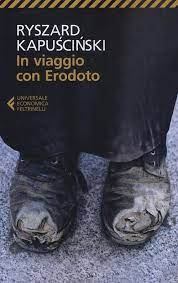 RYSZARD
KAPUŚCIŃSKI
In viaggio
con Erodoto
UNIVERSALE
ECONOMICA
FELTRINELLI